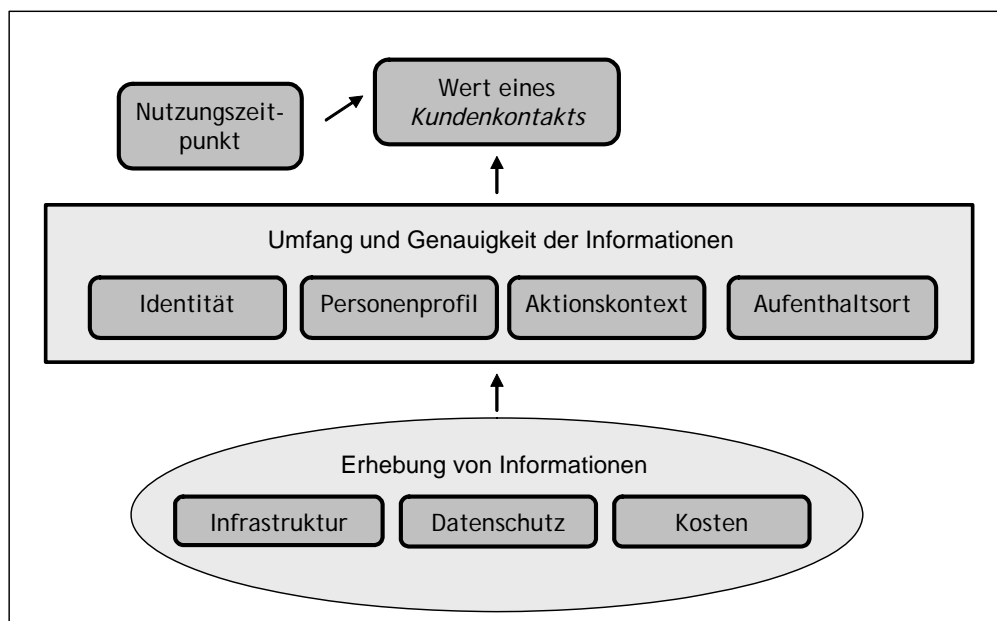 Wert eines
Kundenkontakts
Nutzungszeit-
punkt
Umfang und Genauigkeit der Informationen
Identität
Personenprofil
Aktionskontext
Aufenthaltsort
Erhebung von Informationen
Infrastruktur
Datenschutz
Kosten